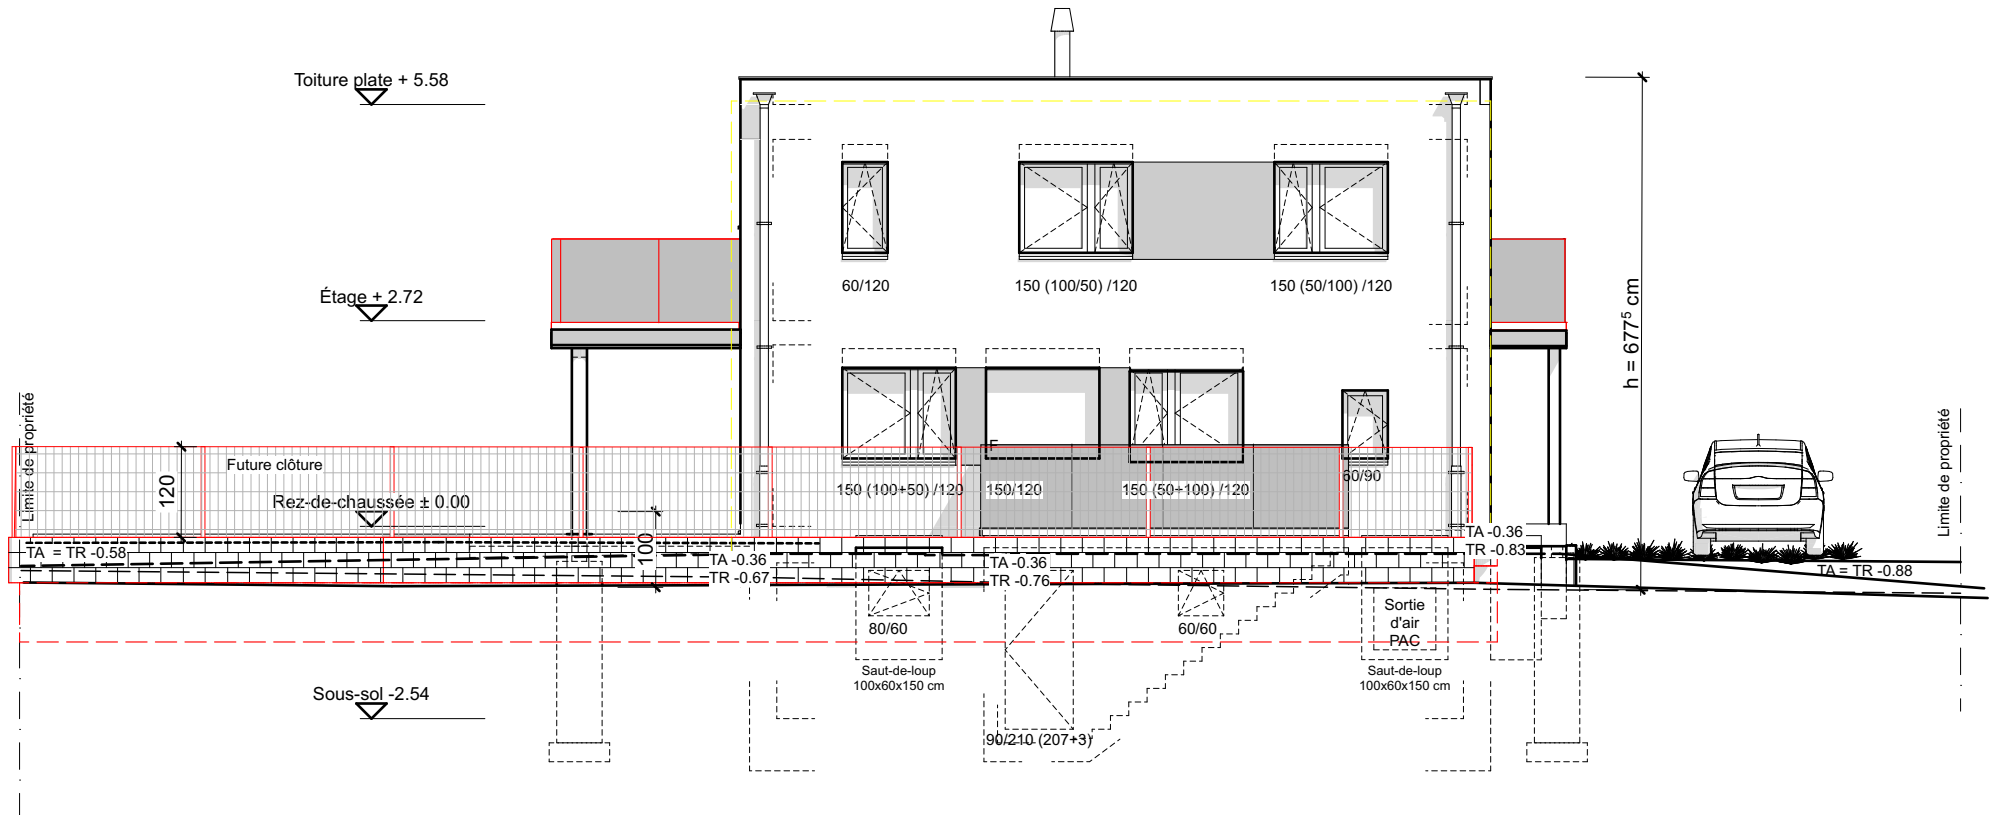 Toiture plate + 5.58
60/120
150 (100/50) /120
150 (50/100) /120
Étage + 2.72
h = 677⁵ cm
Limite de propriété
Limite de propriété
Future clôture
120
Rez-de-chaussée ± 0.00
F
150 (100+50) /120
150/120
150 (50+100) /120
60/90
100
TA = TR -0.58
TA -0.36
TR -0.67
TA -0.36
TR -0.76
TA -0.36
TR -0.83
TA = TR -0.88
80/60
60/60
Sortie
d'air
PAC
Saut-de-loup
100x60x150 cm
Saut-de-loup
100x60x150 cm
Sous-sol -2.54
90/210 (207+3)